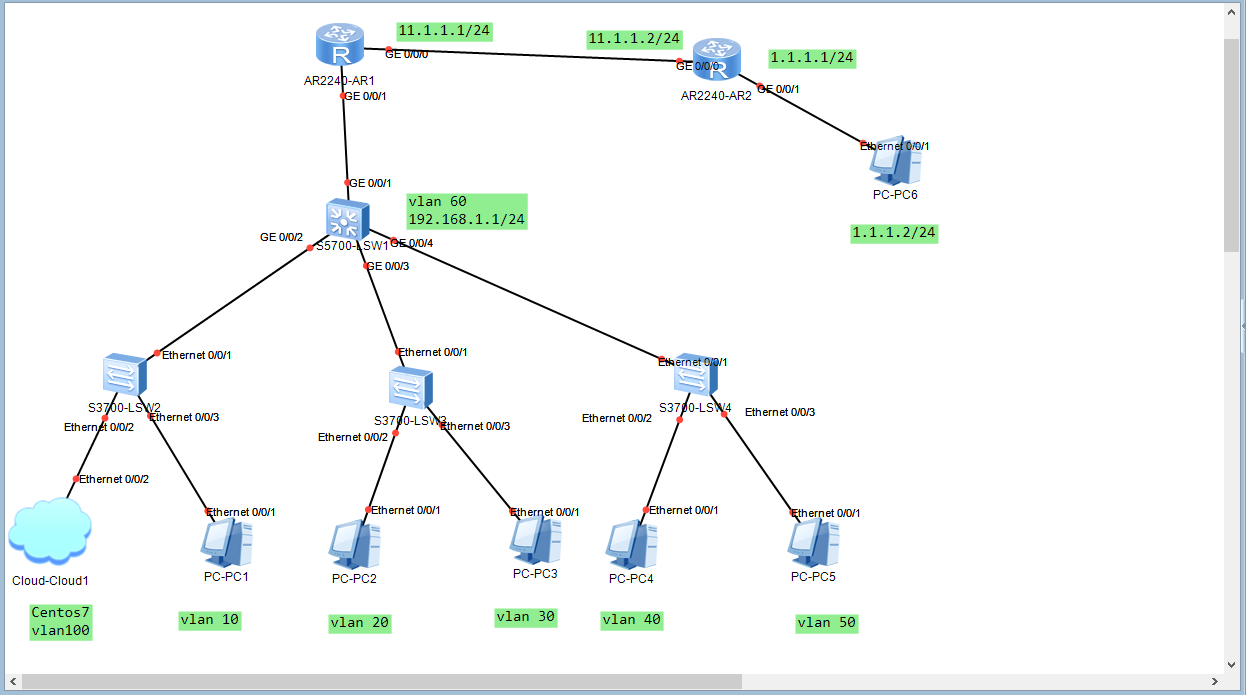 11.1.1.1/24
11.1.1.2/24
1.1.1.1/24
GE 0/0/0
GE 0/0/0
R
R
AR2240-AR1
AR2240-AR2
GE 0/0/1
GE 0/0/1
Ethernet 0/0/1
PC-PC6
1.1.1.2/24
GE 0/0/1
vlan 60
192.168.1.1/24
GE 0/0/2
S5700-LSW1
GE 0/0/4
GE 0/0/3
Ethernet 0/0/1
Ethernet 0/0/1
Ethernet 0/0/1
S3700-LSW2
S3700-LSW3
S3700-LSW4
Ethernet 0/0/2
Ethernet 0/0/3
Ethernet 0/0/2
Ethernet 0/0/3
Ethernet 0/0/2
Ethernet 0/0/3
Ethernet 0/0/2
Ethernet 0/0/1
Ethernet 0/0/1
Ethernet 0/0/1
Ethernet 0/0/1
Ethernet 0/0/1
Cloud-Cloud1
PC-PC1
PC-PC2
PC-PC3
PC-PC4
PC-PC5
Centos7
vlan100
vlan 10
vlan 20
vlan 30
vlan 40
vlan 50